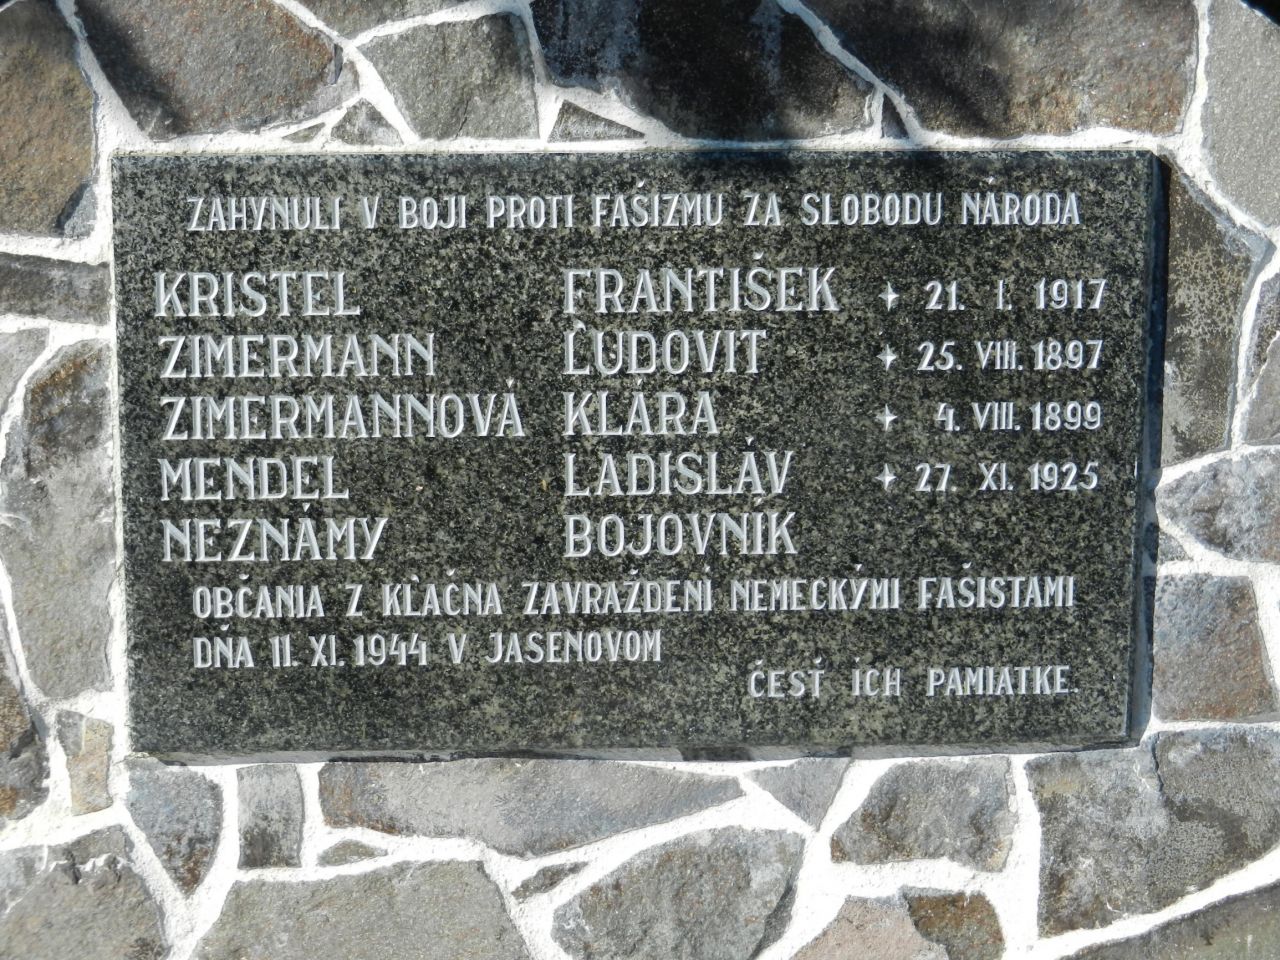 ZAHYNULI V BOJI PROTI FAŠIZMU ZA SLOBODU NÁRODA
KRISTEL FRANTIŠEK ✦ 21. I. 1917
ZIMERMANN ĽUDOVIT ✦ 25. VIII. 1897
ZIMERMANNOVÁ KLÁRA ✦ 4. VIII. 1899
MENDEL LADISLÁV ✦ 27. XI. 1925
NEZNÁMY BOJOVNÍK
OBČANIA Z KĽAČNA ZAVRAŽDENÍ NEMECKÝMI FAŠISTAMI
DŇA 11. XI. 1944 V JASENOVOM
ČESŤ ICH PAMIATKE.